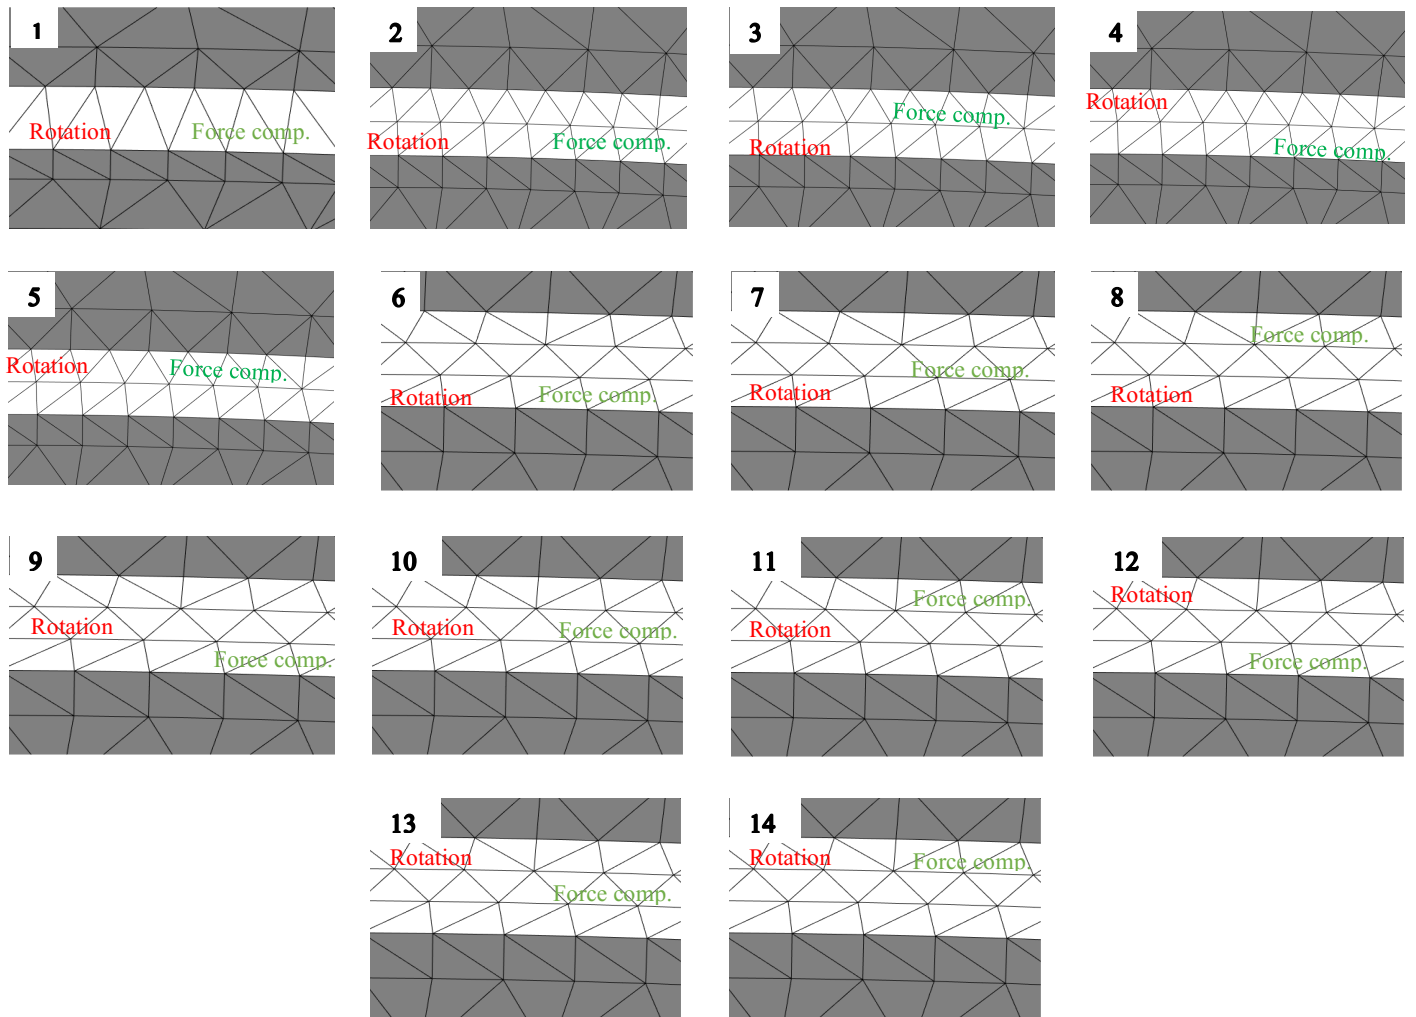 1
Rotation
Force comp.
2
Rotation
Force comp.
3
Force comp.
Rotation
4
Rotation
Force comp.
5
Rotation
Force comp.
6
Rotation
Force comp.
7
Force comp.
Rotation
8
Force comp.
Rotation
9
Rotation
Force comp.
10
Rotation
Force comp.
11
Force comp.
Rotation
12
Rotation
Force comp.
13
Rotation
Force comp.
14
Rotation
Force comp.